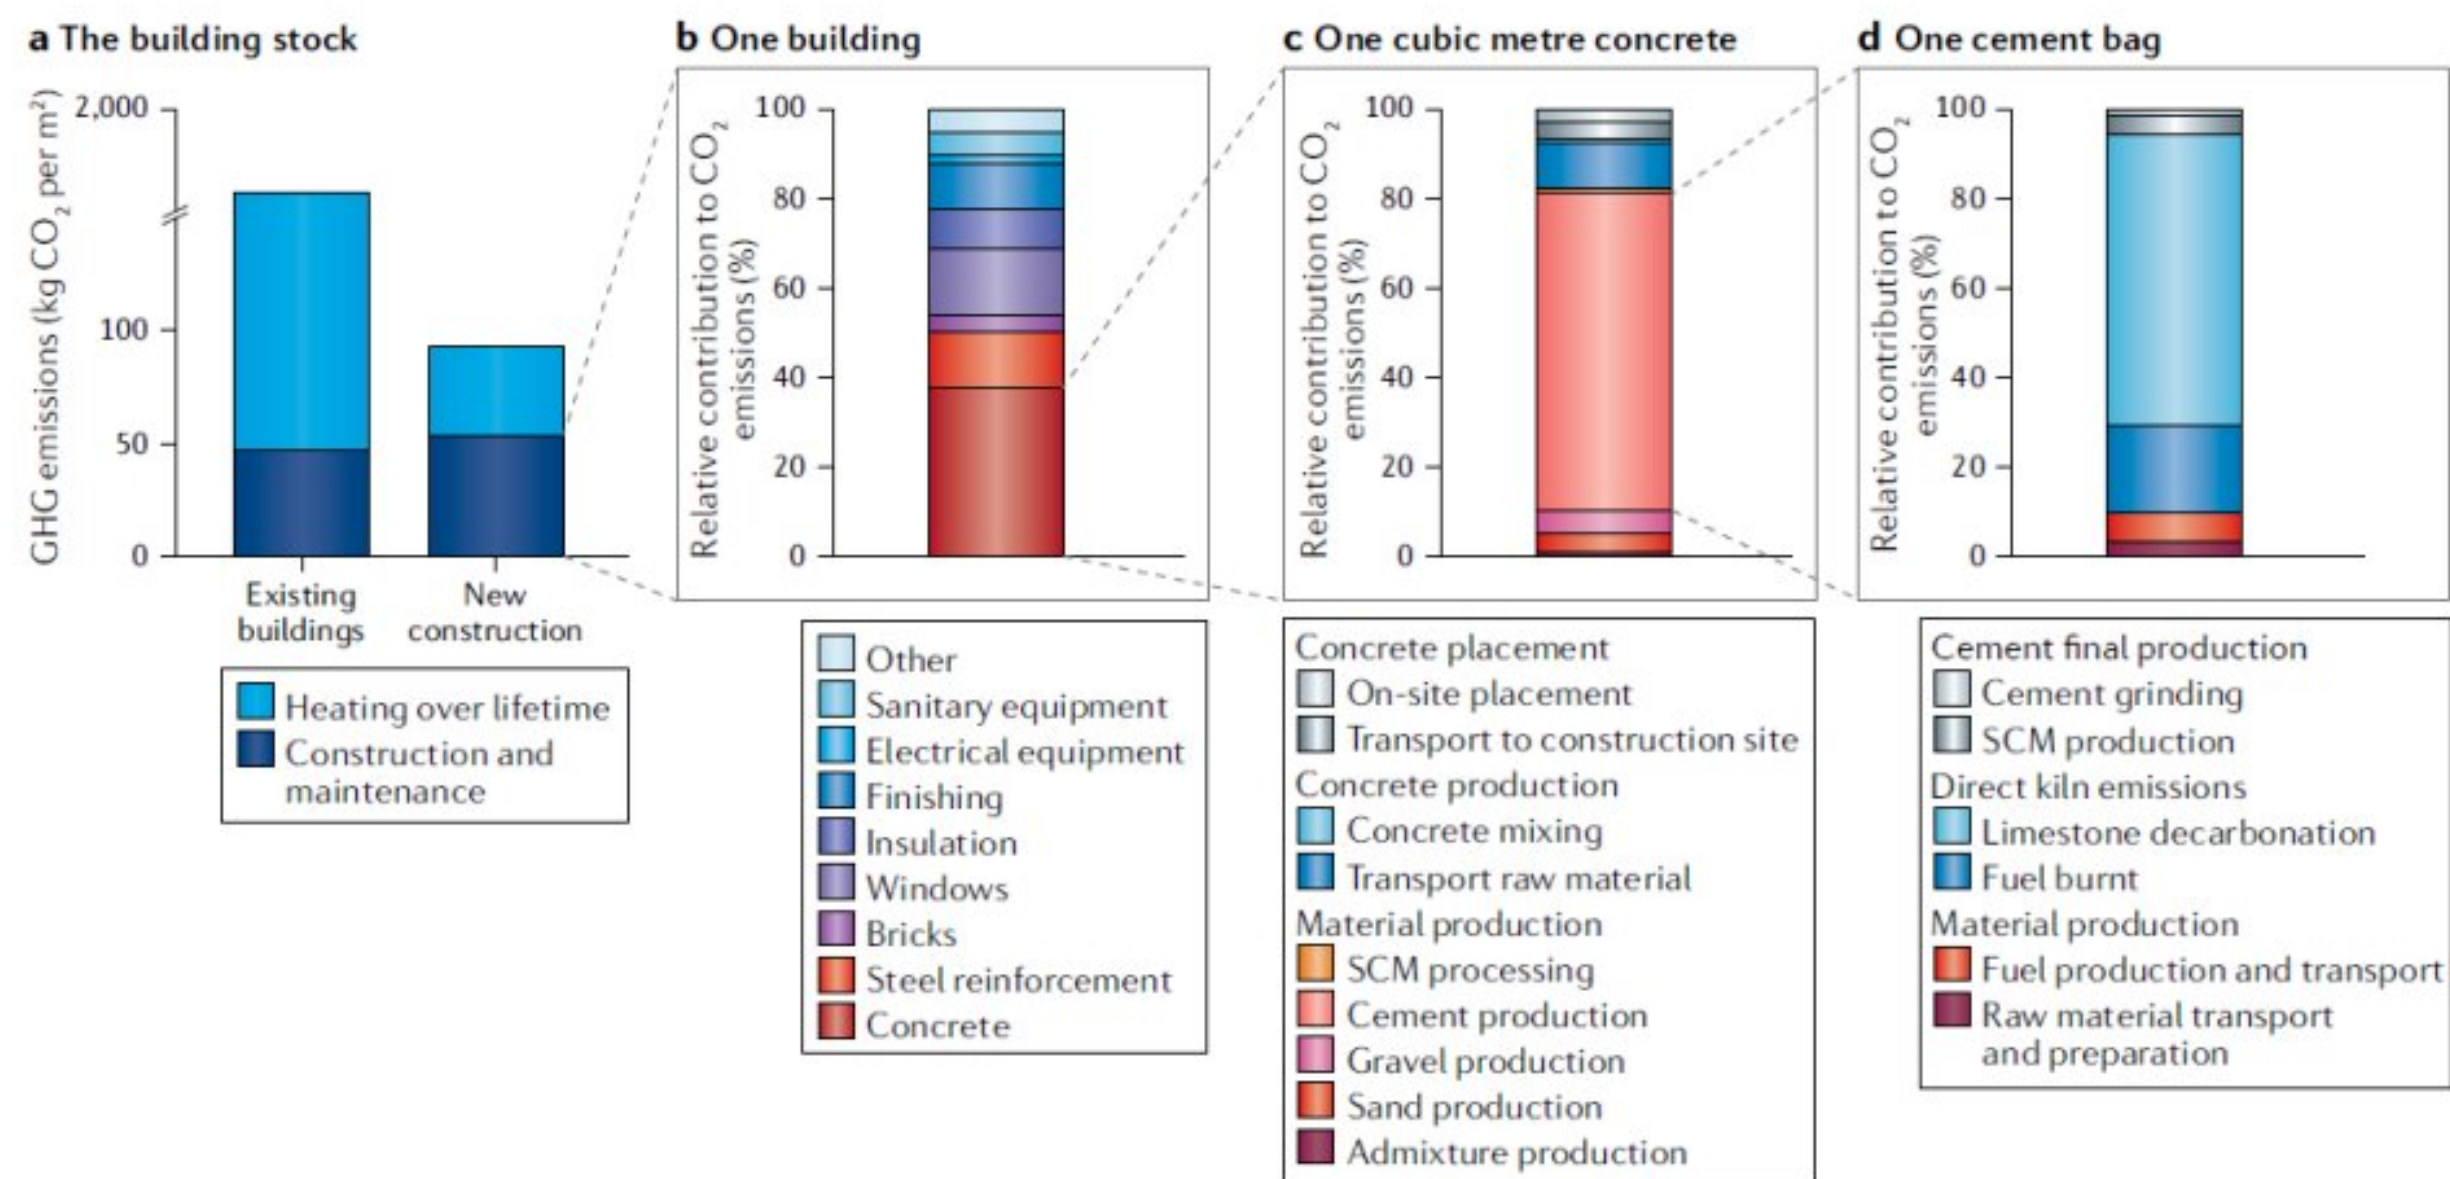 a The building stock
GHG emissions (kg CO2 per m²)
2,000
100
50
0
Existing
buildings
New
construction
Heating over lifetime
Construction and
maintenance
b One building
Relative contribution to CO2
emissions (%)
100
80
60
40
20
0
Other
Sanitary equipment
Electrical equipment
Finishing
Insulation
Windows
Bricks
Steel reinforcement
Concrete
c One cubic metre concrete
Relative contribution to CO2
emissions (%)
100
80
60
40
20
0
Concrete placement
On-site placement
Transport to construction site
Concrete production
Concrete mixing
Transport raw material
Material production
SCM processing
Cement production
Gravel production
Sand production
Admixture production
d One cement bag
Relative contribution to CO2
emissions (%)
100
80
60
40
20
0
Cement final production
Cement grinding
SCM production
Direct kiln emissions
Limestone decarbonation
Fuel burnt
Material production
Fuel production and transport
Raw material transport
and preparation